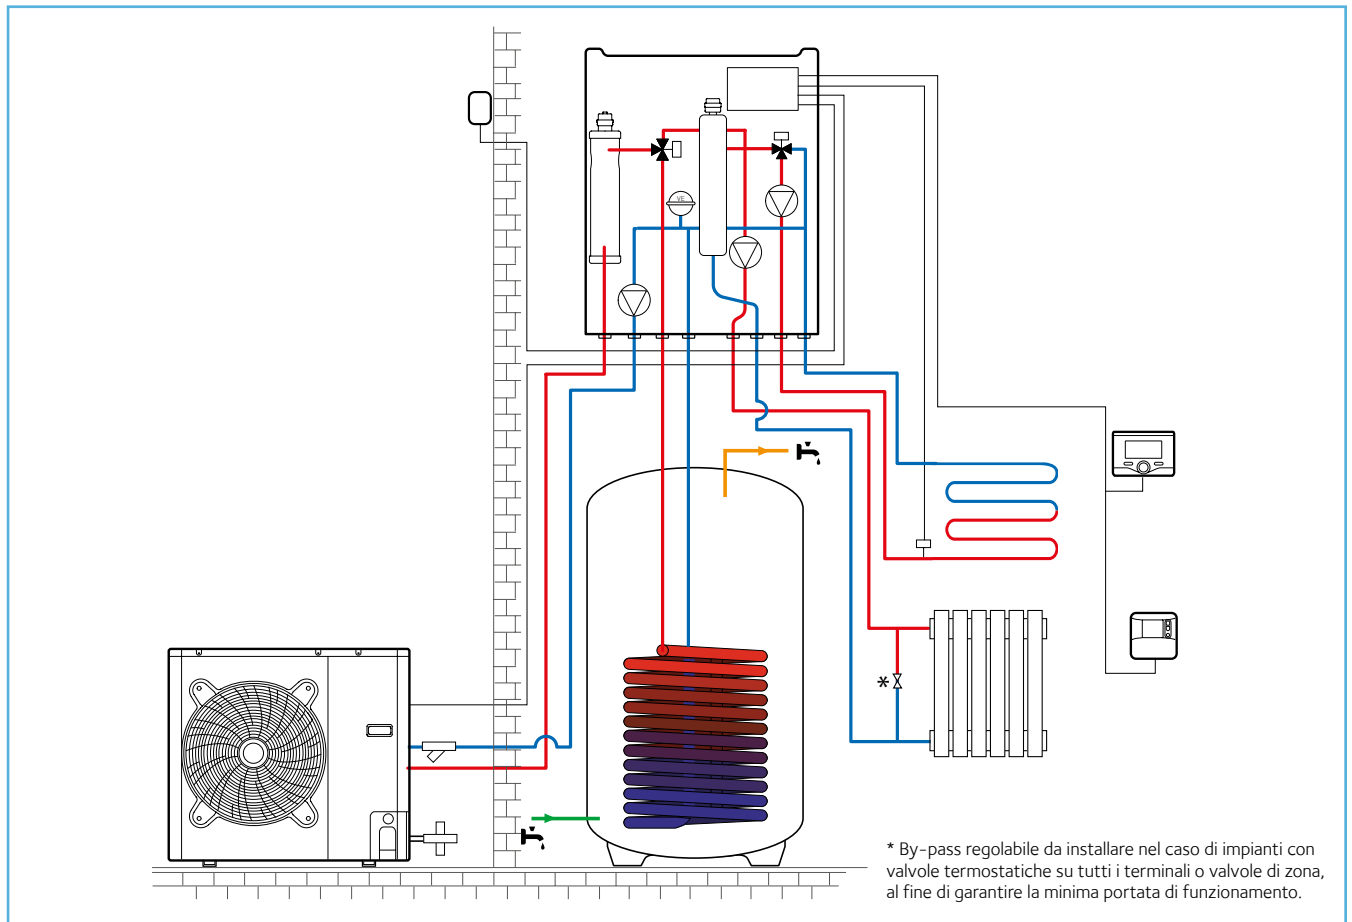 VE
*
* By-pass regolabile da installare nel caso di impianti con
valvole termostatiche su tutti i terminali o valvole di zona,
al fine di garantire la minima portata di funzionamento.